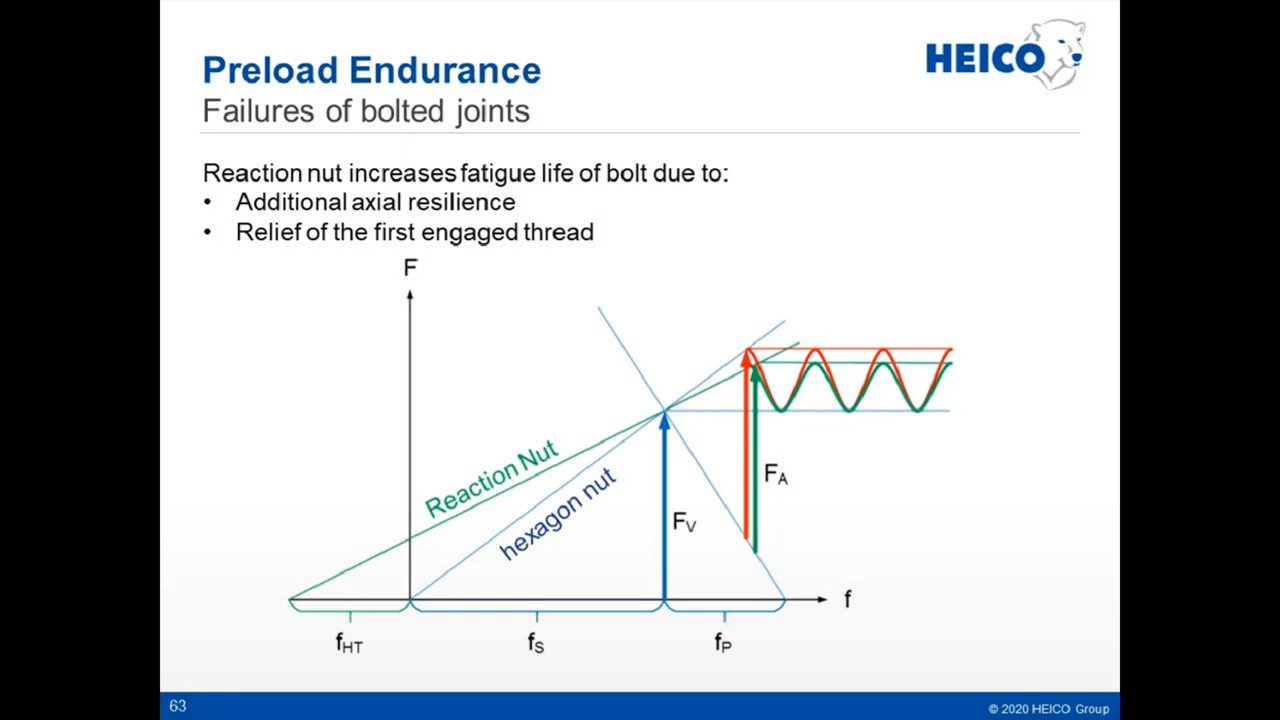 Preload Endurance
HEICO
Failures of bolted joints
Reaction nut increases fatigue life of bolt due to:
• Additional axial resilience
• Relief of the first engaged thread
F
Reaction Nut
hexagon nut
FV
FA
f
fHT
fS
fP
63
© 2020 HEICO Group